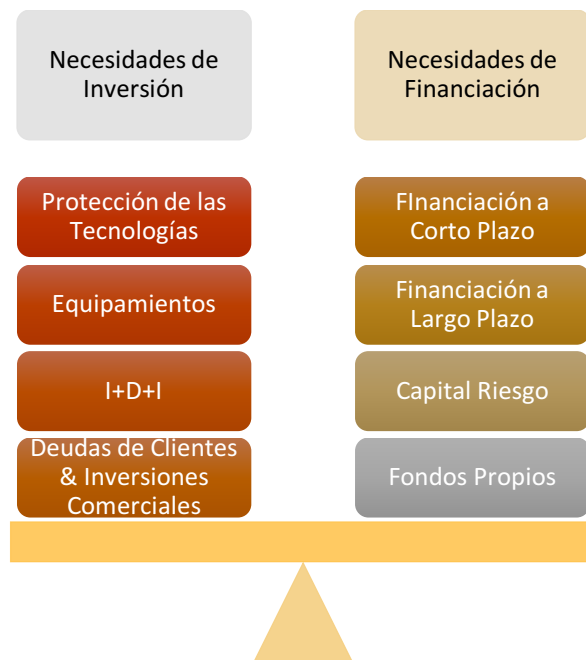 Necesidades de
Inversión
Necesidades de
Financiación
Protección de las
Tecnologías
Equipamientos
I+D+I
Deudas de Clientes
& Inversiones
Comerciales
FInanciación a
Corto Plazo
Financiación a
Largo Plazo
Capital Riesgo
Fondos Propios